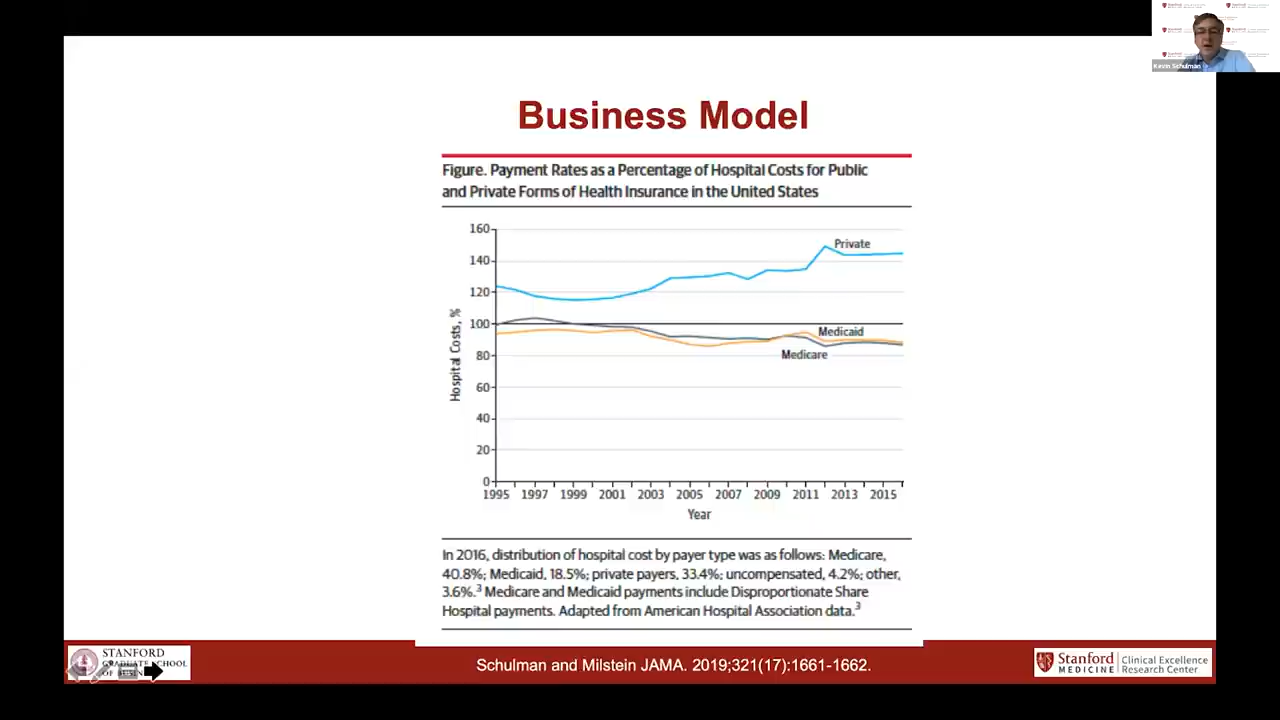 Kevin Schulman
Business Model
Figure. Payment Rates as a Percentage of Hospital Costs for Public
and Private Forms of Health Insurance in the United States
160
140
120
100
80
60
40
20
0
Hospital Costs, %
Private
Medicaid
Medicare
1995 1997 1999 2001 2003 2005 2007 2009 2011 2013 2015
Year
In 2016, distribution of hospital cost by payer type was as follows: Medicare,
40.8%; Medicaid, 18.5%; private payers, 33.4%; uncompensated, 4.2%; other,
3.6%.³ Medicare and Medicaid payments include Disproportionate Share
Hospital payments. Adapted from American Hospital Association data.³
STANFORD
GRADUATE SCHOOL
OF
Schulman and Milstein JAMA. 2019;321(17):1661-1662.
Stanford
MEDICINE
Clinical Excellence
Research Center